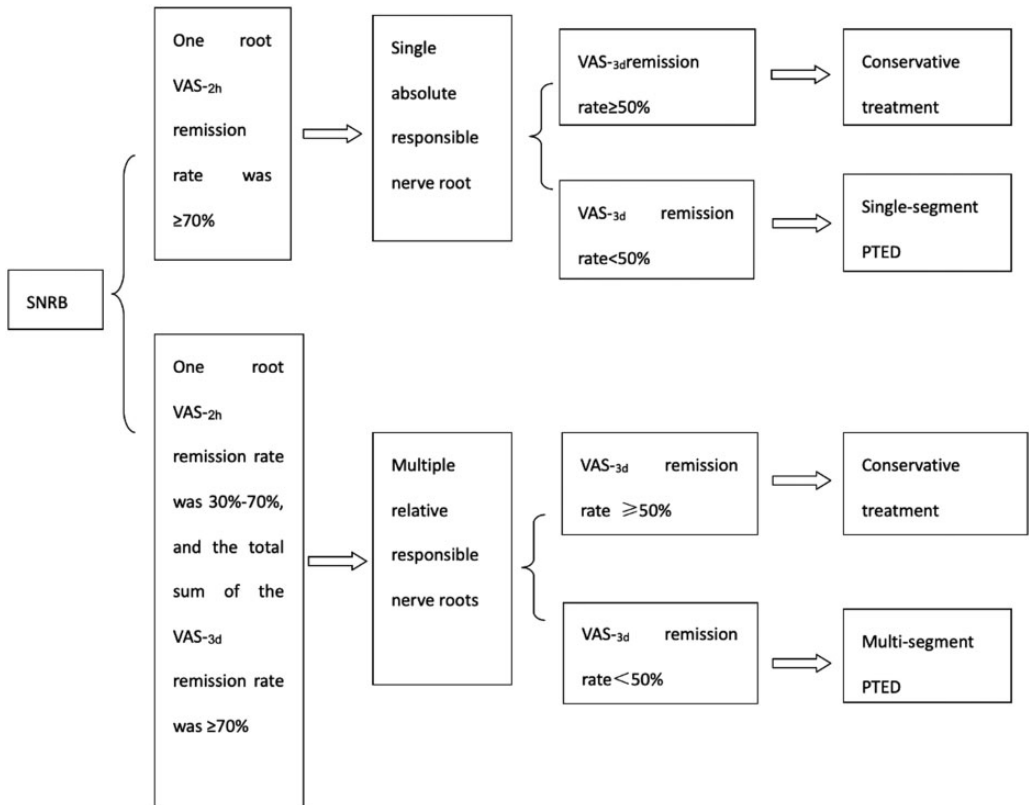 SNRB
One root
VAS-2h
remission
rate was
≥70%
Single
absolute
responsible
nerve root
VAS-3dremission
rate≥50%
Conservative
treatment
VAS-3d remission
rate<50%
Single-segment
PTED
One root
VAS-2h
remission rate
was 30%-70%,
and the total
sum of the
VAS-3d
remission rate
was ≥70%
Multiple
relative
responsible
nerve roots
VAS-3d remission
rate ⩾50%
Conservative
treatment
VAS-3d remission
rate＜50%
Multi-segment
PTED